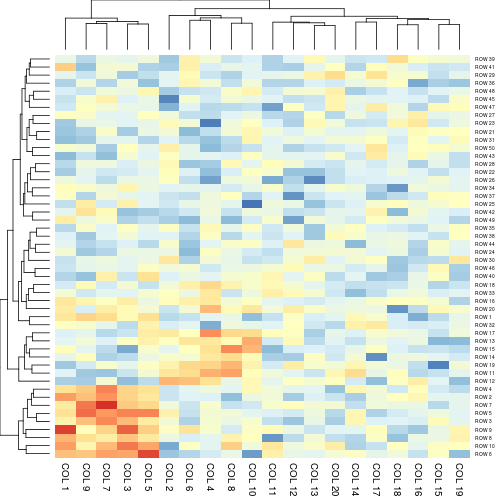 ROW 39
ROW 41
ROW 29
ROW 36
ROW 48
ROW 45
ROW 47
ROW 27
ROW 23
ROW 21
ROW 31
ROW 50
ROW 43
ROW 28
ROW 22
ROW 26
ROW 34
ROW 37
ROW 25
ROW 42
ROW 49
ROW 35
ROW 38
ROW 44
ROW 24
ROW 30
ROW 46
ROW 40
ROW 18
ROW 33
ROW 16
ROW 20
ROW 1
ROW 32
ROW 17
ROW 13
ROW 15
ROW 14
ROW 19
ROW 11
ROW 12
ROW 4
ROW 2
ROW 7
ROW 5
ROW 3
ROW 9
ROW 8
ROW 10
ROW 6
COL 1
COL 9
COL 7
COL 3
COL 5
COL 2
COL 6
COL 4
COL 8
COL 10
COL 11
COL 12
COL 13
COL 20
COL 14
COL 17
COL 18
COL 16
COL 15
COL 19